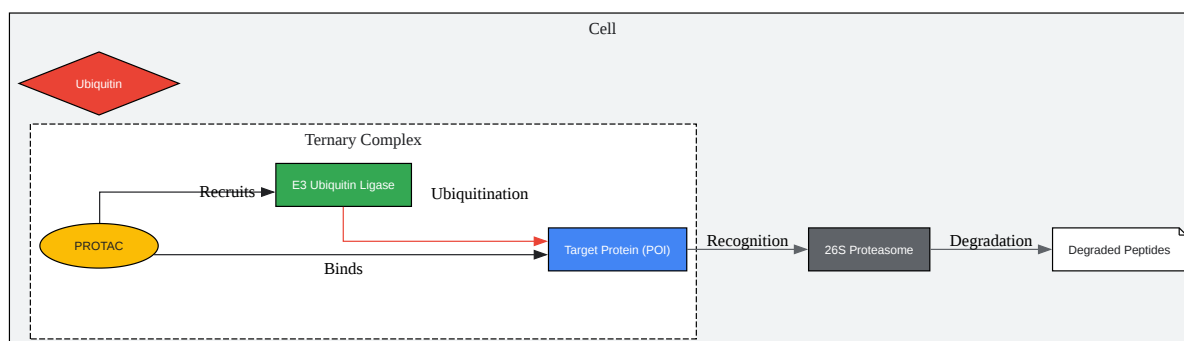 Cell
Ubiquitin
Ternary Complex
Recruits
E3 Ubiquitin Ligase
Ubiquitination
PROTAC
Binds
Target Protein (POI)
Recognition
26S Proteasome
Degradation
Degraded Peptides